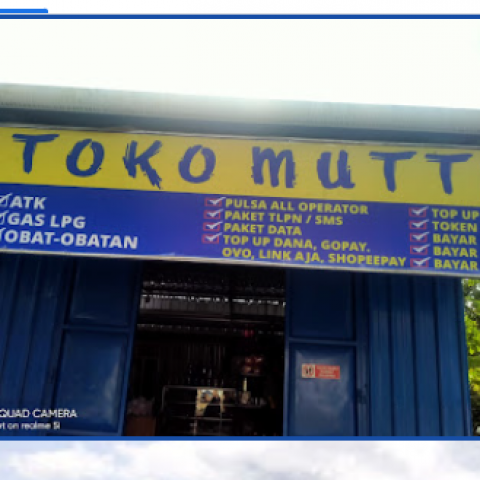 TOKO MUTT
ATK
GAS LPG
OBAT-OBATAN
PULSA ALL OPERATOR
PAKET TLPN / SMS
PAKET DATA
TOP UP DANA, GOPAY.
OVO, LINK AJA, SHOPEEPAY
TOP UP
TOKEN
BAYAR
BAYAR
BAYAR
QUAD CAMERA
on realme 5i